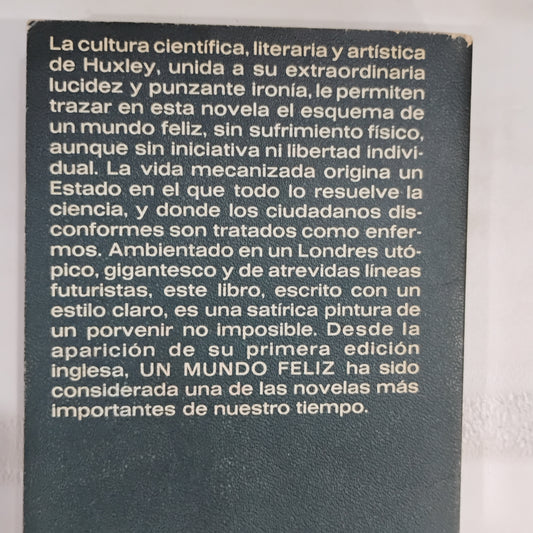 La cultura científica, literaria y artística
de Huxley, unida a su extraordinaria
lucidez y punzante ironía, le permiten
trazar en esta novela el esquema de
un mundo feliz, sin sufrimiento físico,
aunque sin iniciativa ni libertad indivi-
dual. La vida mecanizada origina un
Estado en el que todo lo resuelve la
ciencia, y donde los ciudadanos dis-
conformes son tratados como enfer-
mos. Ambientado en un Londres utó-
pico, gigantesco y de atrevidas líneas
futuristas, este libro, escrito con un
estilo claro, es una satírica pintura de
un porvenir no imposible. Desde la
aparición de su primera edición
inglesa, UN MUNDO FELIZ ha sido
considerada una de las novelas más
importantes de nuestro tiempo.